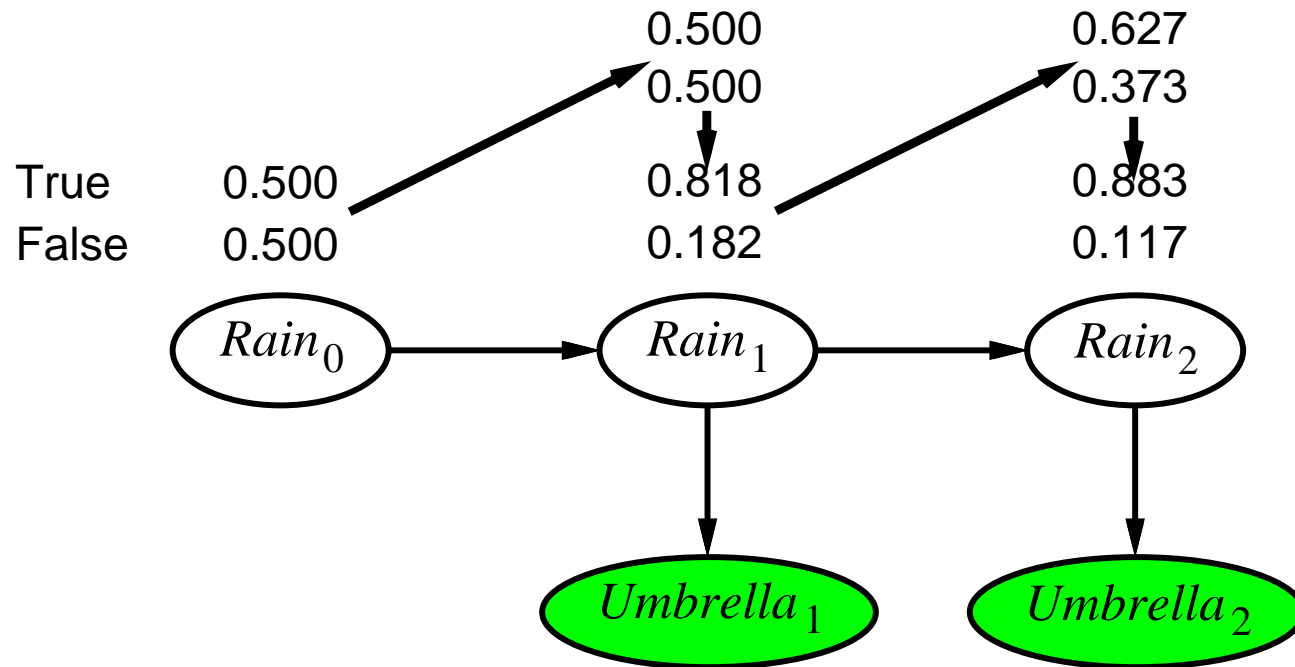 0.500 0.627
0.500 0.373
True 0.500 0.818 0.883
False 0.500 0.182 0.117
Rain0 Rain1 Rain2
Umbrella1 Umbrella2